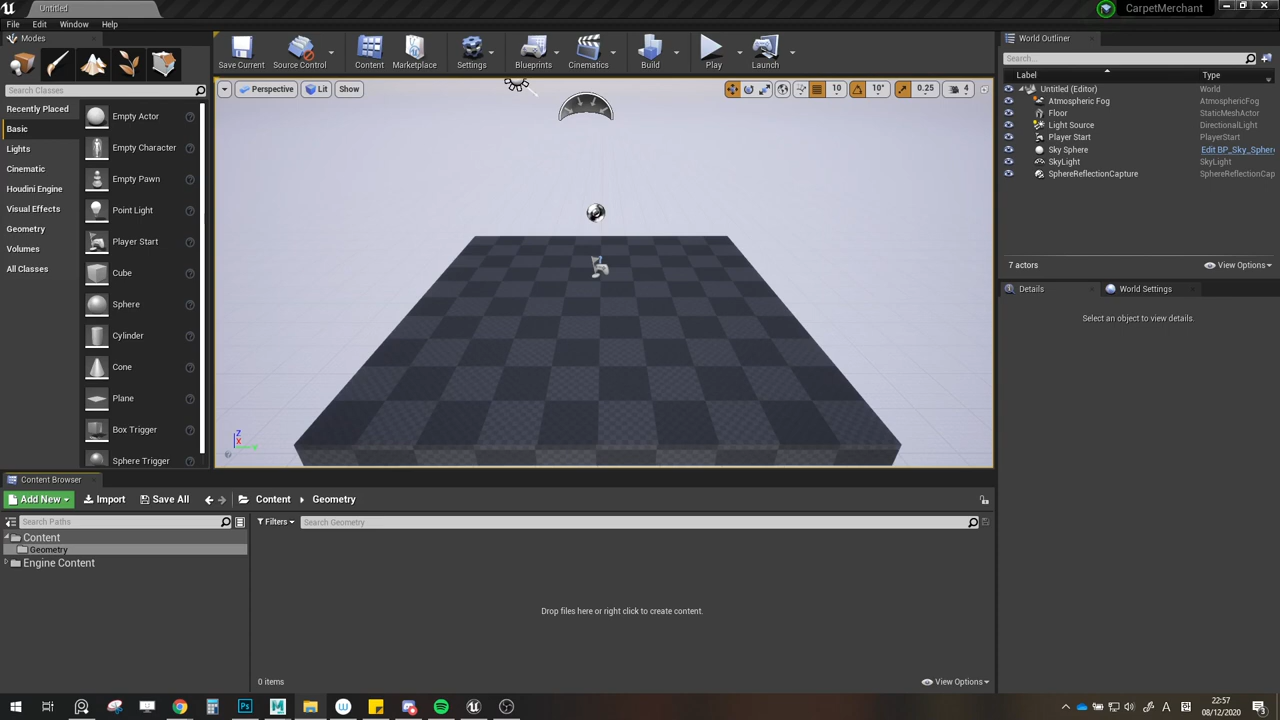 Untitled
CarpetMerchant
File Edit Window Help
Modes
Search Classes
Recently Placed
Basic
Lights
Cinematic
Houdini Engine
Visual Effects
Geometry
Volumes
All Classes
Empty Actor
Empty Character
Empty Pawn
Point Light
Player Start
Cube
Sphere
Cylinder
Cone
Plane
Box Trigger
Sphere Trigger
Save Current Source Control Content Marketplace Settings Blueprints Cinematics Build Play Launch
Perspective Lit Show 10 10° 0.25 4
Z
X
World Outliner
Search...
Label Type
Untitled (Editor) World
Atmospheric Fog AtmosphericFog
Floor StaticMeshActor
Light Source DirectionalLight
Player Start PlayerStart
Sky Sphere Edit BP_Sky_Sphere
SkyLight SkyLight
SphereReflectionCapture SphereReflectionCap
7 actors View Options
Details World Settings
Select an object to view details.
Content Browser
Add New Import Save All Content Geometry
Search Paths
Content
Geometry
Engine Content
Filters Search Geometry
Drop files here or right click to create content.
0 items View Options
22:57
08/12/2020